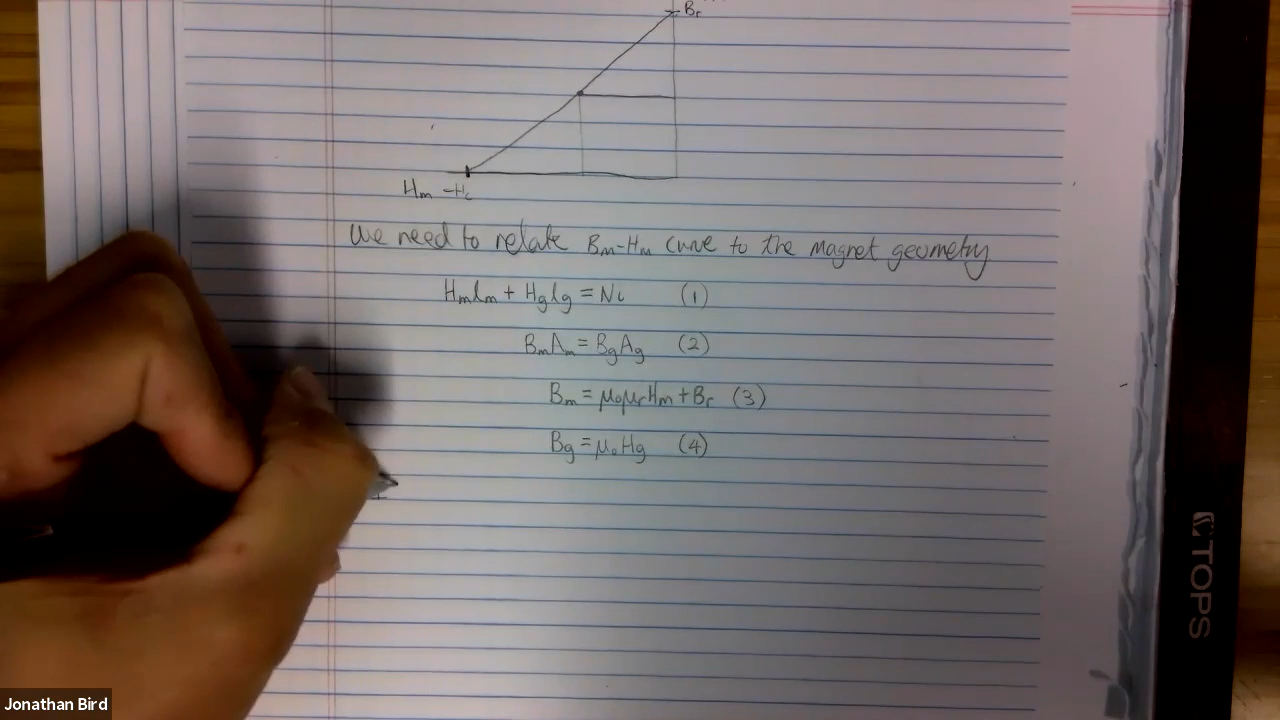 Br
Hm -Hc
We need to relate Bm-Hm curve to the magnet geometry
Hmlm + Hglg = Ni (1)
BmAm = BgAg (2)
Bm = μ0μrHm + Br (3)
Bg = μ0Hg (4)
TOPS
Jonathan Bird